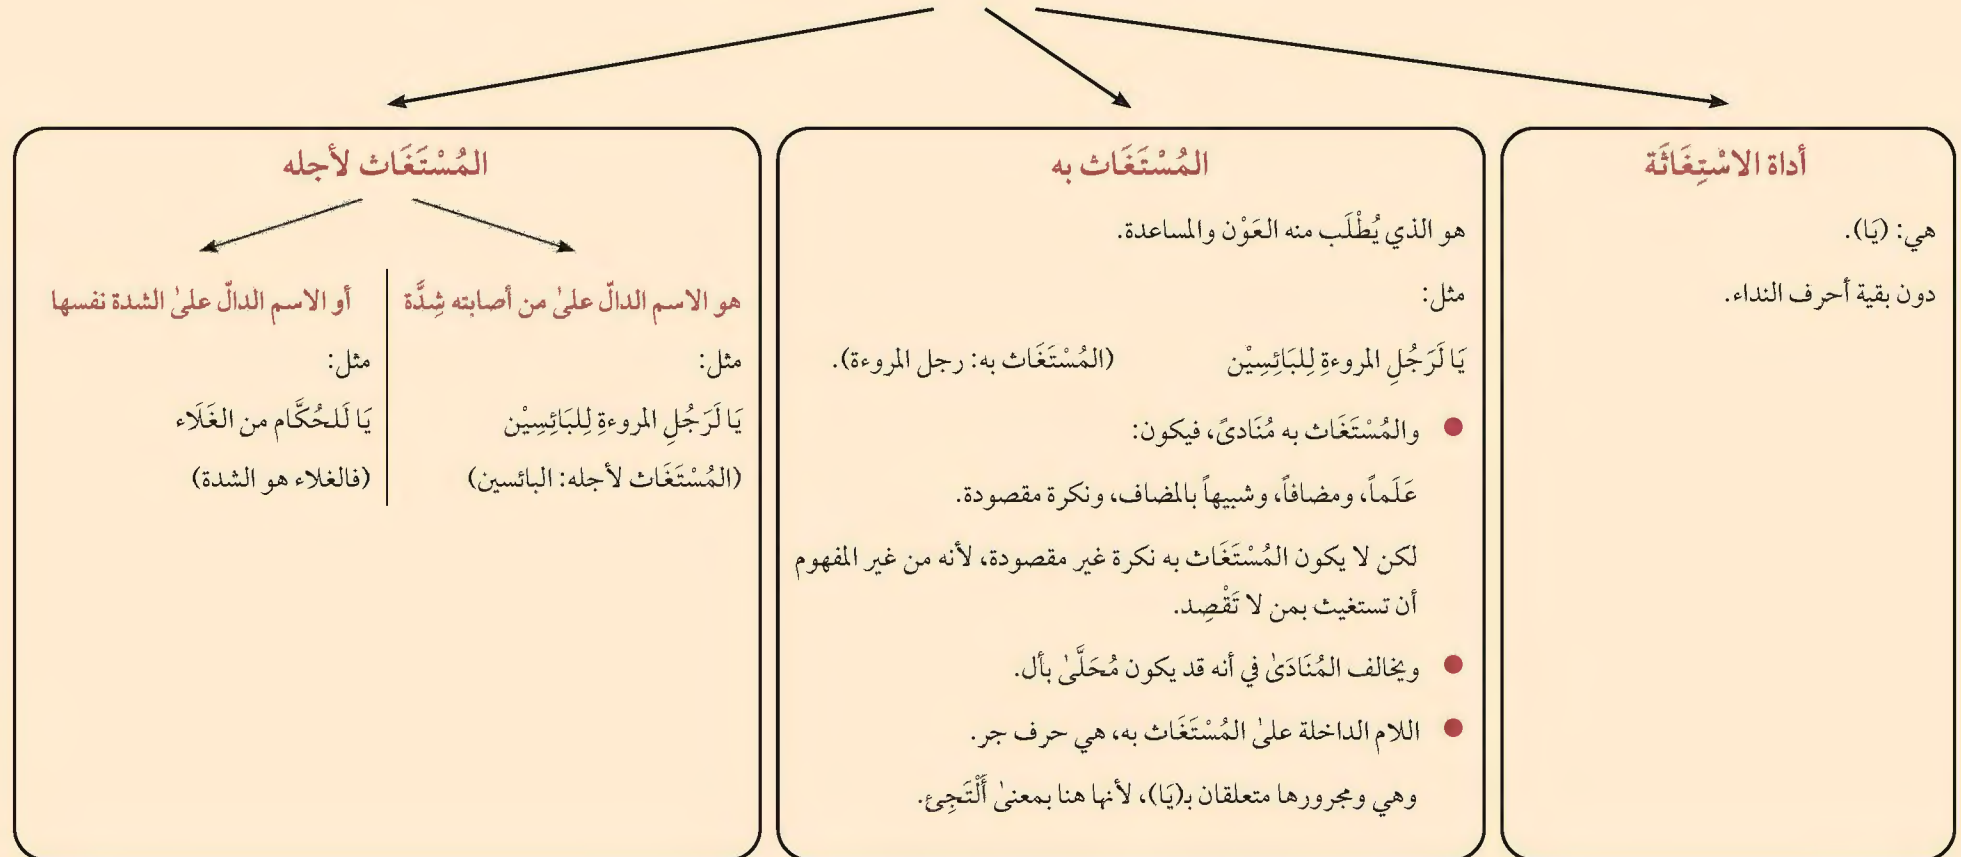 أداة الاسْتِغَاثَة
هي: (يَا).
دون بقية أحرف النداء.
المُسْتَغَاث به
هو الذي يُطْلَب منه العَوْن والمساعدة.
مثل:
يَا لَرَجُلِ المروءةِ لِلبَائِسِيْن (المُسْتَغَاث به: رجل المروءة).
● والمُسْتَغَاث به مُنَادىً، فيكون:
عَلَماً، ومضافاً، وشبيهاً بالمضاف، ونكرة مقصودة.
لكن لا يكون المُسْتَغَاث به نكرة غير مقصودة، لأنه من غير المفهوم
أن تستغيث بمن لا تَقْصِد.
● ويخالف المُنَادَىٰ في أنه قد يكون مُحَلَّىٰ بأل.
● اللام الداخلة علىٰ المُسْتَغَاث به، هي حرف جر.
وهي ومجرورها متعلقان بـ(يَا)، لأنها هنا بمعنىٰ أَلْتَجِئ.
المُسْتَغَاث لأجله
هو الاسم الدالّ علىٰ من أصابته شِدَّة
مثل:
يَا لَرَجُلِ المروءةِ لِلبَائِسِيْن
(المُسْتَغَاث لأجله: البائسين)
أو الاسم الدالّ علىٰ الشدة نفسها
مثل:
يَا لَلحُكَّام من الغَلَاء
(فالغلاء هو الشدة)